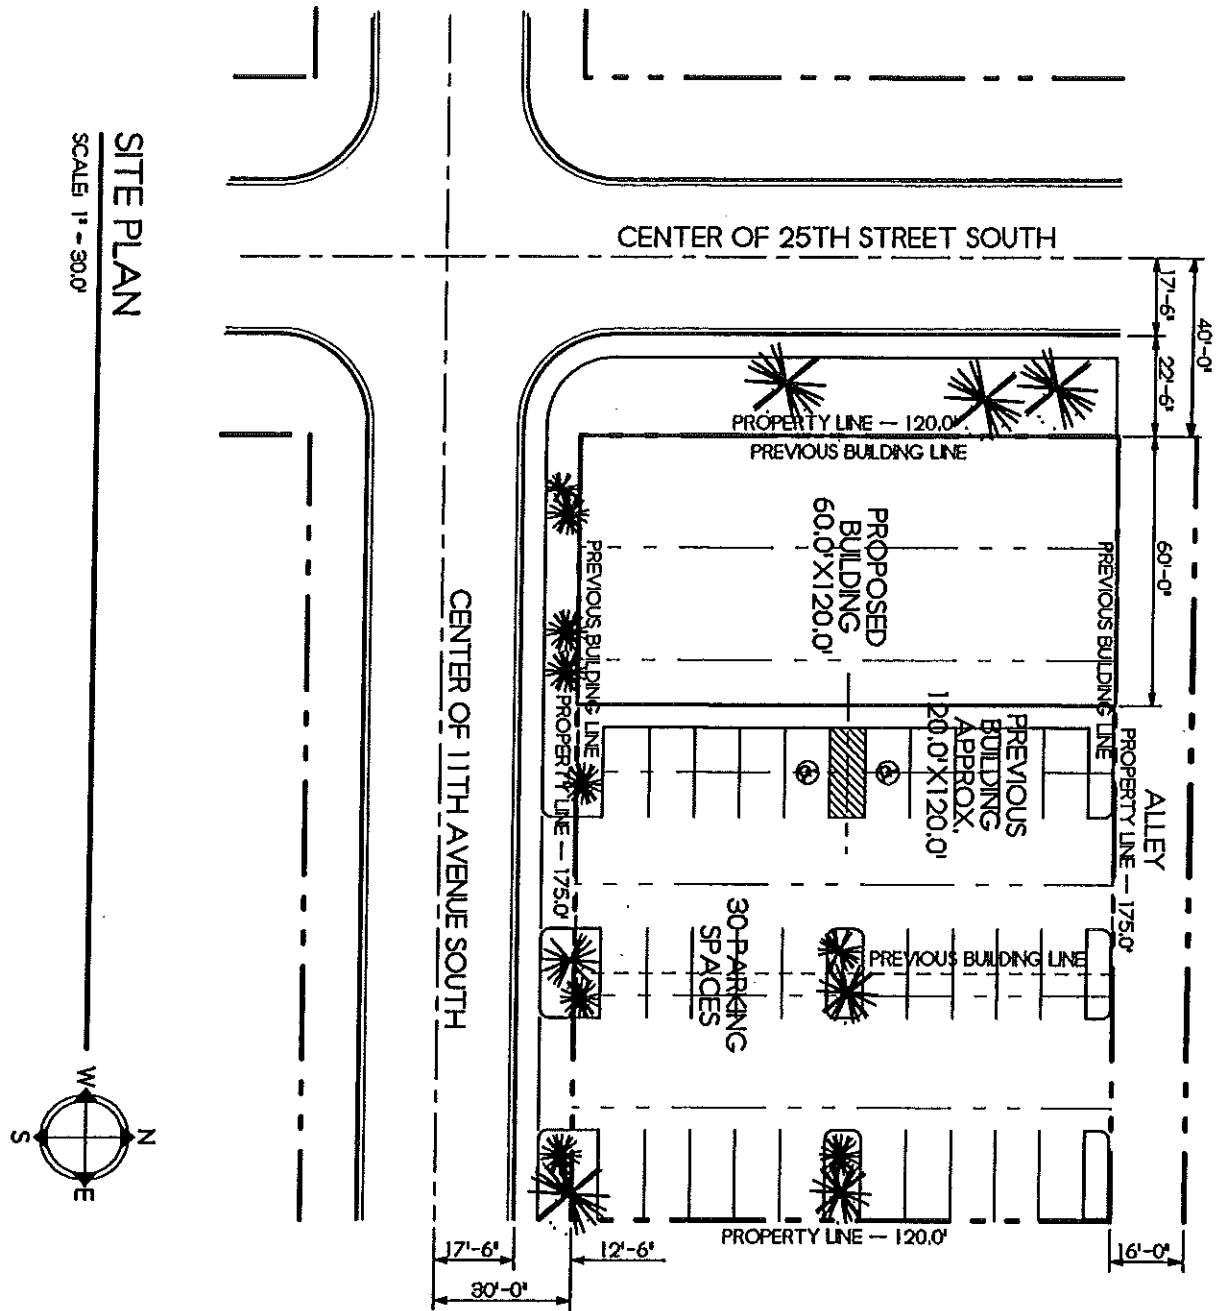 SITE PLAN
SCALE: 1" - 30.0'
CENTER OF 25TH STREET SOUTH
17'-6"
40'-0"
22'-6"
PROPERTY LINE - 120.0'
PREVIOUS BUILDING LINE
60'-0"
PROPOSED
BUILDING
60.0'X120.0'
PREVIOUS BUILDING LINE
PREVIOUS BUILDING LINE
CENTER OF 11TH AVENUE SOUTH
PROPERTY LINE - 175.0'
PREVIOUS
BUILDING
APPROX.
120.0'X120.0'
ALLEY
PROPERTY LINE - 175.0'
30 PARKING
SPACES
PREVIOUS BUILDING LINE
PROPERTY LINE - 120.0'
17'-6"
12'-6"
30'-0"
16'-0"
N
W
E
S